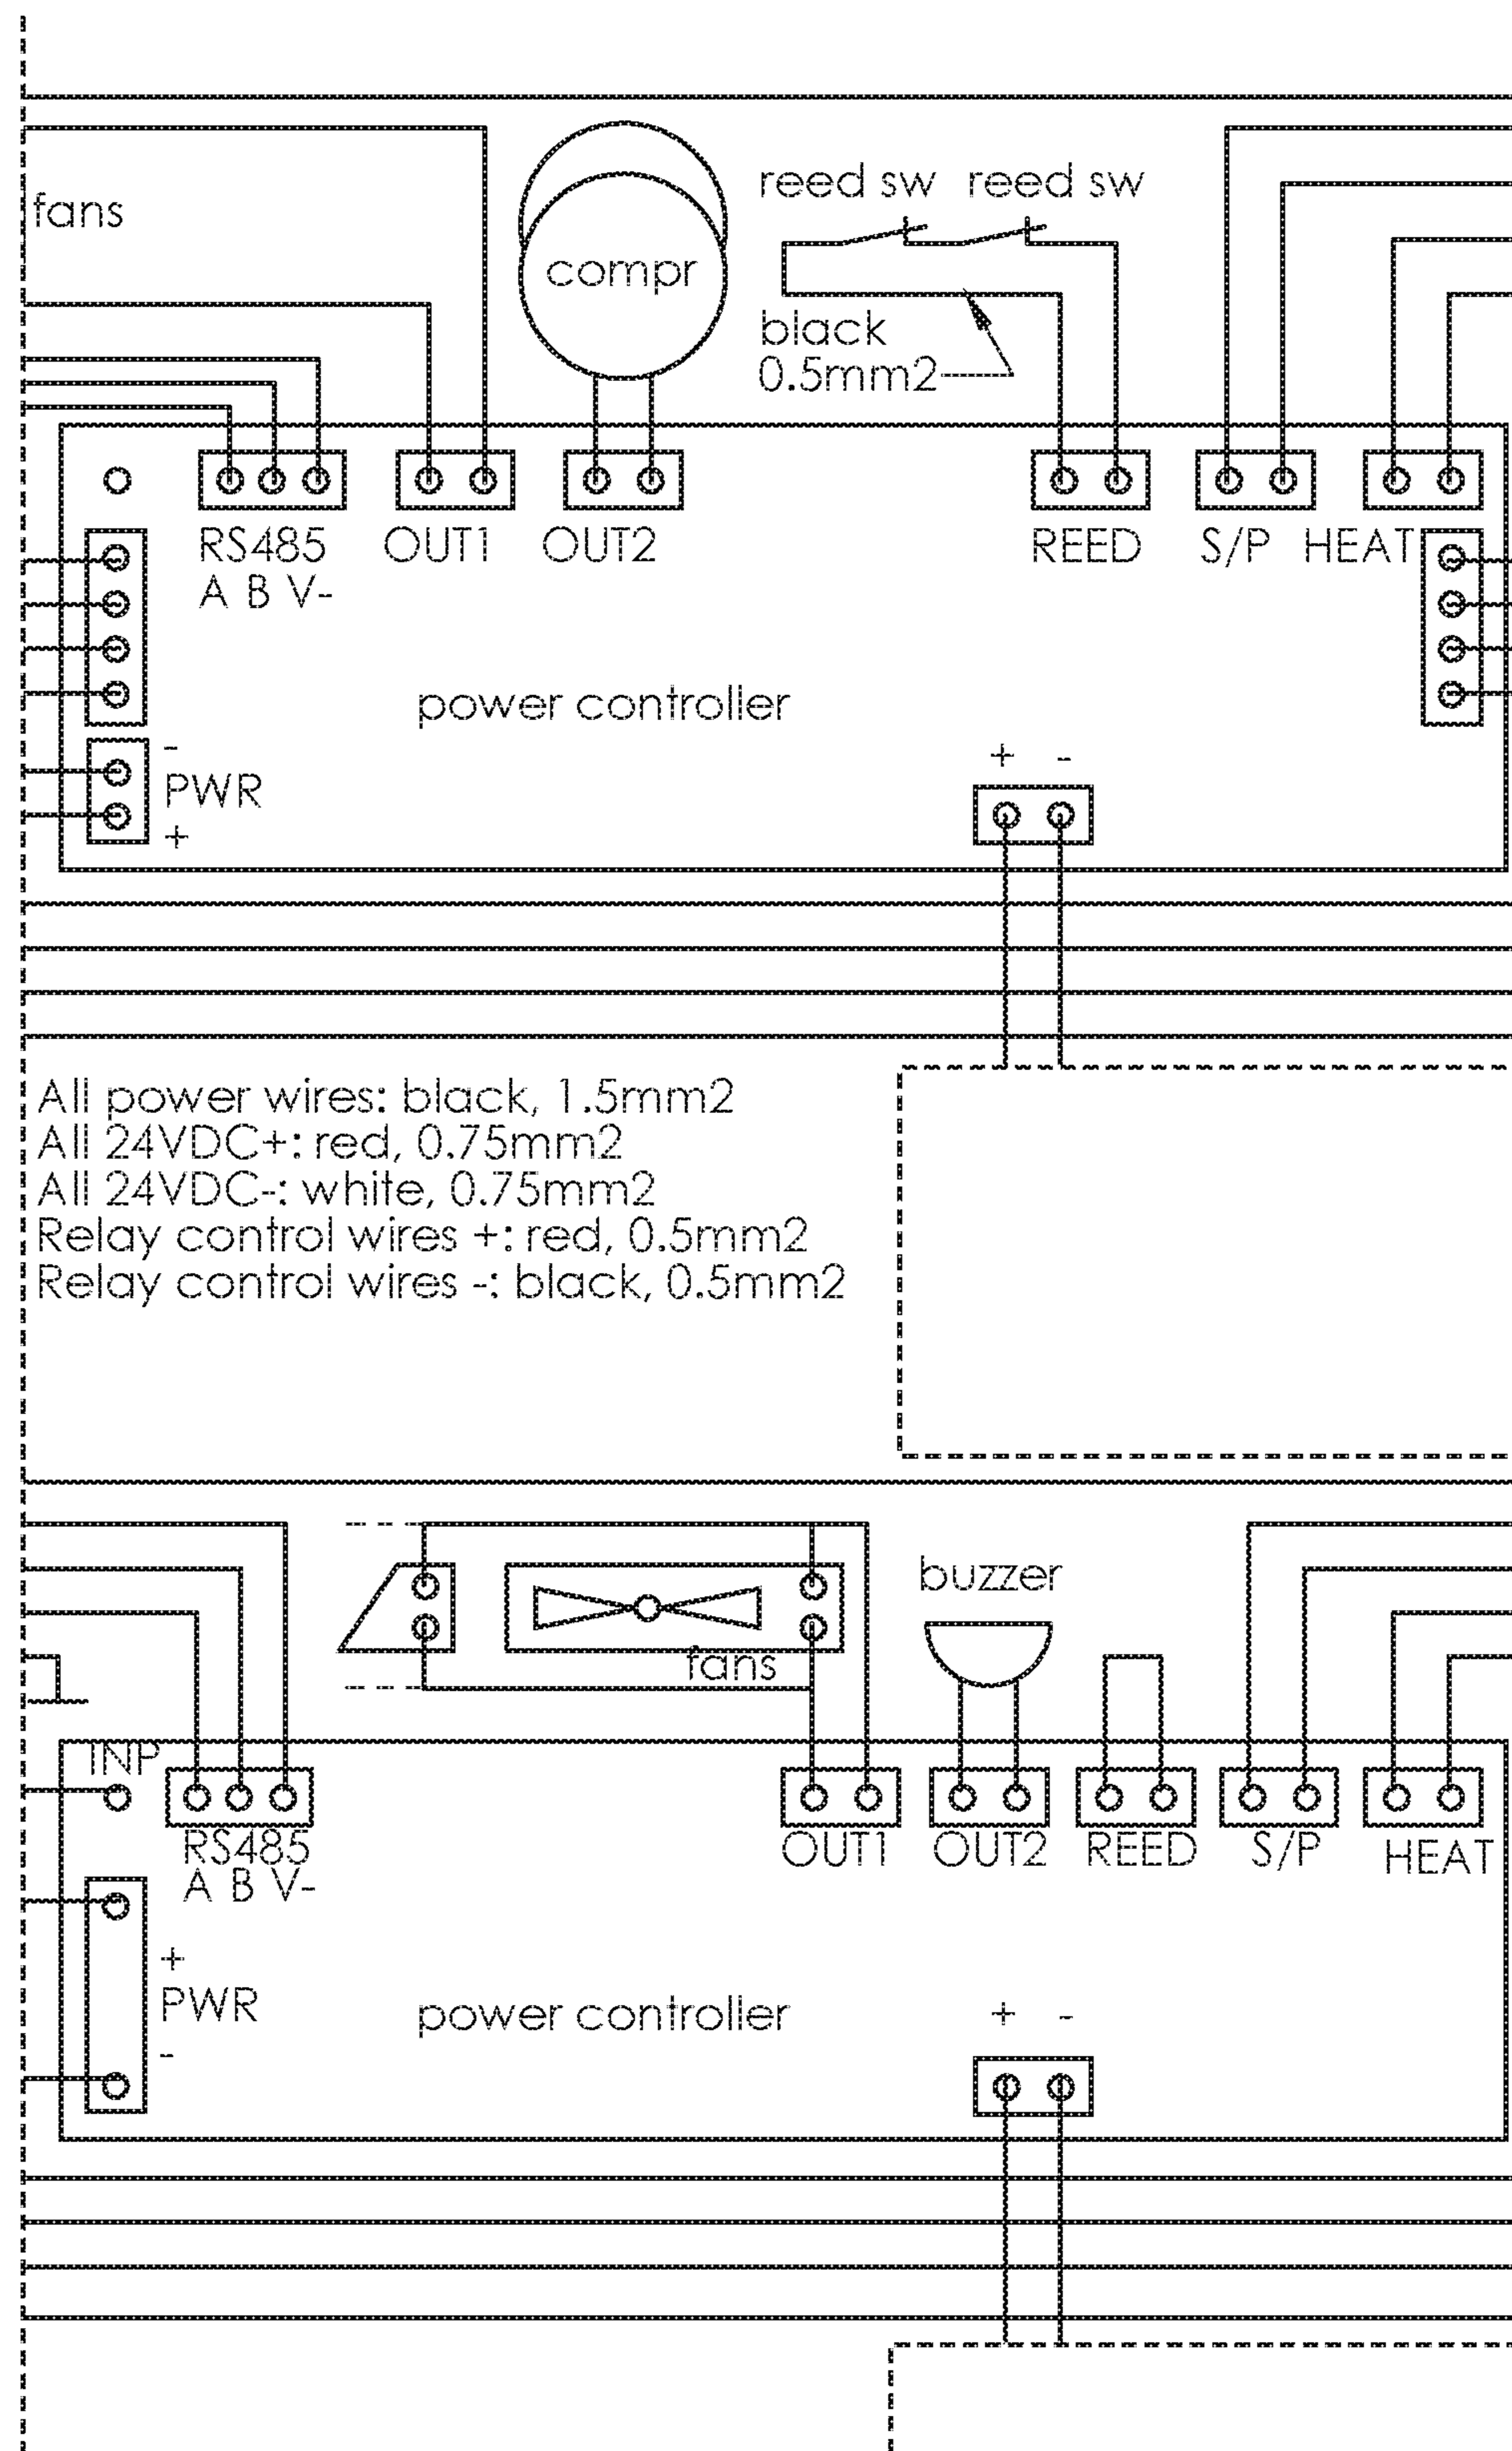 reed sw reed sw
fans
compr
black
0.5mm2
RS485 OUT1 OUT2 REED S/P HEAT
A B V-
power controller
-
PWR
+
+ -
All power wires: black, 1.5mm2
All 24VDC+: red, 0.75mm2
All 24VDC-: white, 0.75mm2
Relay control wires +: red, 0.5mm2
Relay control wires -: black, 0.5mm2
buzzer
fans
INP
RS485 OUT1 OUT2 REED S/P HEAT
A B V-
+
PWR
-
power controller
+ -